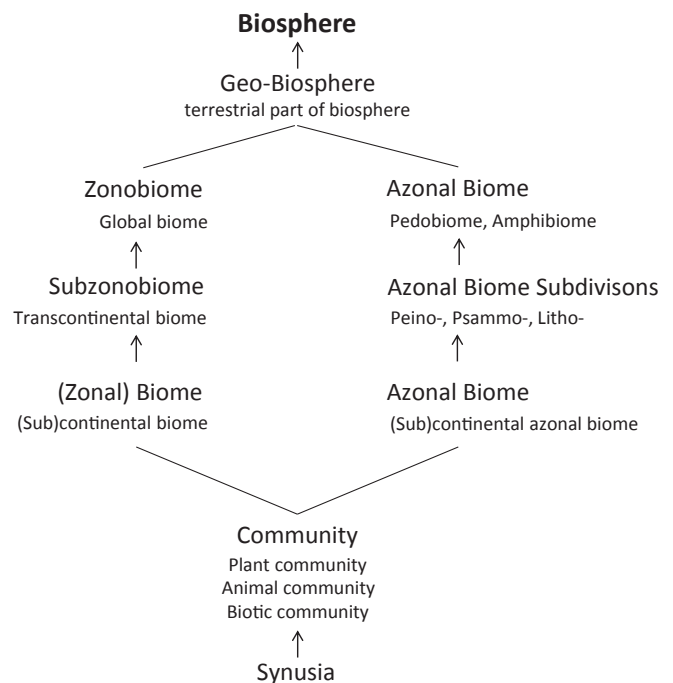 Biosphere
Geo-Biosphere
terrestrial part of biosphere
Zonobiome
Global biome
Azonal Biome
Pedobiome, Amphibiome
Subzonobiome
Transcontinental biome
Azonal Biome Subdivisons
Peino-, Psammo-, Litho-
(Zonal) Biome
(Sub)continental biome
Azonal Biome
(Sub)continental azonal biome
Community
Plant community
Animal community
Biotic community
Synusia